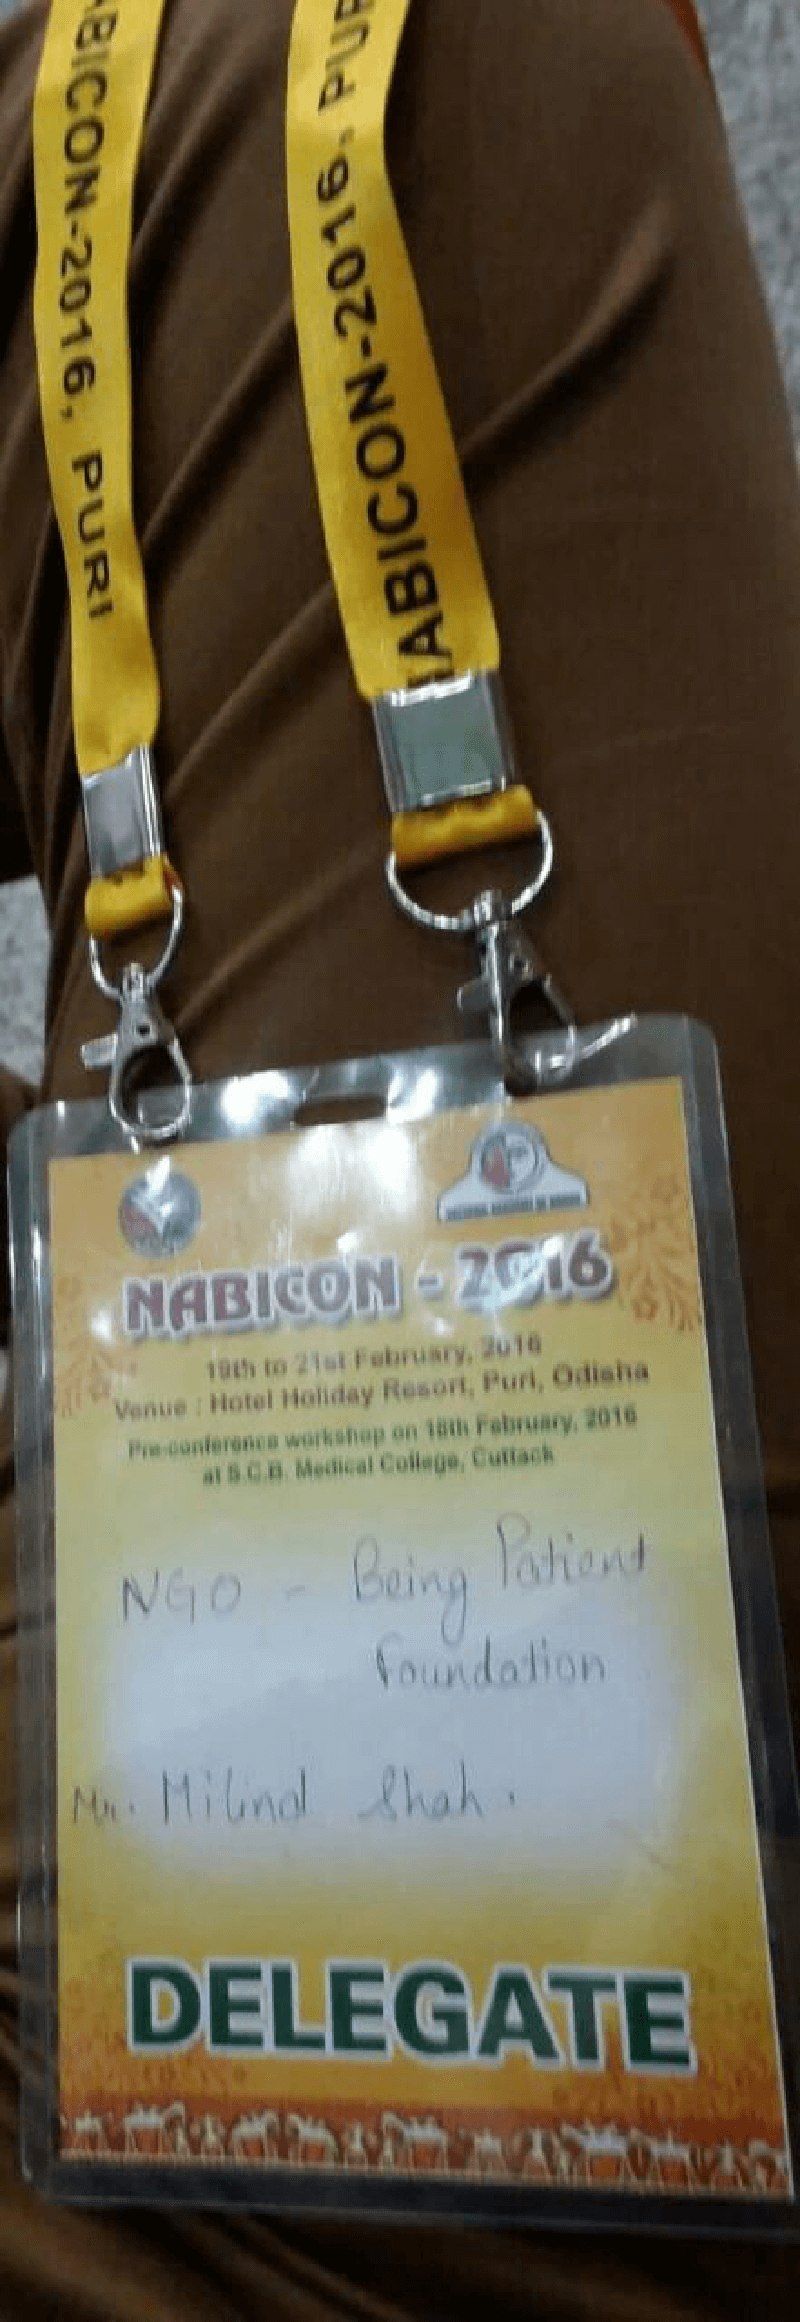 ABICON-2016, PURI
ABICON-2016, PUR
NABICON - 2016
19th to 21st February, 2016
Venue : Hotel Holiday Resort, Puri, Odisha
Pre-conference workshop on 18th February, 2016
at S.C.B. Medical College, Cuttack
NGO - Being Patient
Foundation
Mr. Milind Shah.
DELEGATE